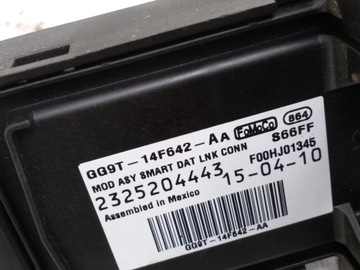 GG9T-14F642-AA FoMoCo 864
MOD ASY SMART DAT LNK CONN S66FF
2325204443 F00HJ01345
Assembled in Mexico 15-04-10
GG9T-14F642-AA